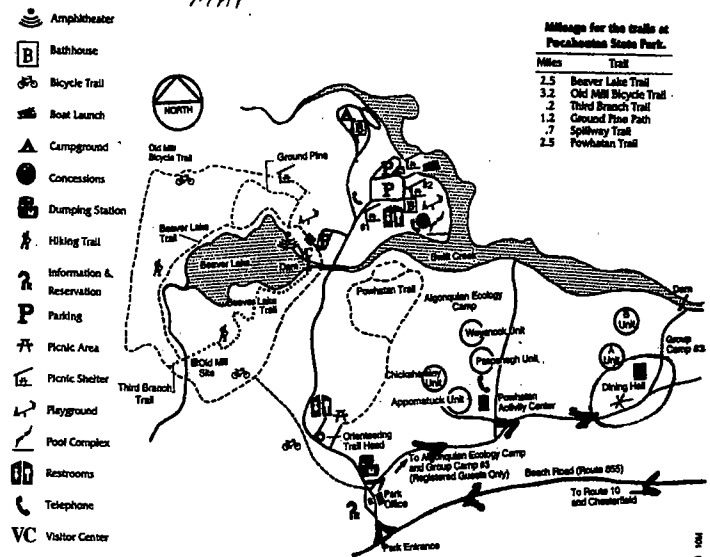 Amphitheater
B
Bathhouse
Bicycle Trail
Boat Launch
Campground
Concessions
Dumping Station
Hiking Trail
Information &
Reservation
P
Parking
Picnic Area
Picnic Shelter
Playground
Pool Complex
Restrooms
Telephone
VC
Visitor Center
NORTH
Mileage for the trails at
Pocahontas State Park.
Miles Trail
2.5 Beaver Lake Trail
3.2 Old Mill Bicycle Trail
.2 Third Branch Trail
1.2 Ground Pine Path
.7 Spillway Trail
2.5 Powhatan Trail
Old Mill
Bicycle Trail
Ground Pine
A
B
P
P
#2
B
#1
Beaver Lake
Trail
Beaver Lake
VC
Dam
Beaver Lake
Trail
Swift Creek
Powhatan Trail
Algonquian Ecology
Camp
Weyanock Unit
Paspahegh Unit
Chickahominy
Unit
Appomatuck Unit
Powhatan
Activity Center
Dam
B
Unit
A
Unit
Group
Camp #3
Dining Hall
Old Mill
Site
Third Branch
Trail
Orienteering
Trail Head
To Algonquian Ecology Camp
and Group Camp #3
(Registered Guests Only)
Beach Road (Route 655)
To Route 10
and Chesterfield
Park
Office
Park Entrance